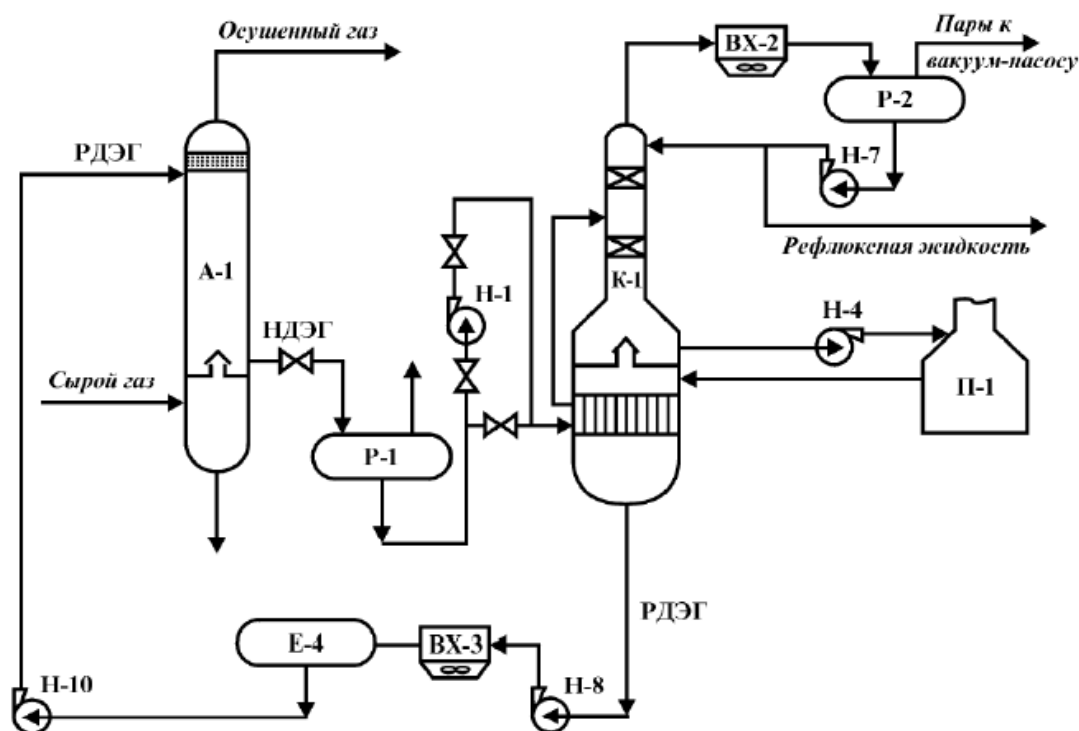 Осушенный газ
ВХ-2
Пары к
вакуум-насосу
Р-2
РДЭГ
Н-7
А-1
Н-1
К-1
Рефлюксная жидкость
Н-4
НДЭГ
Сырой газ
П-1
Р-1
РДЭГ
Е-4
ВХ-3
Н-10
Н-8